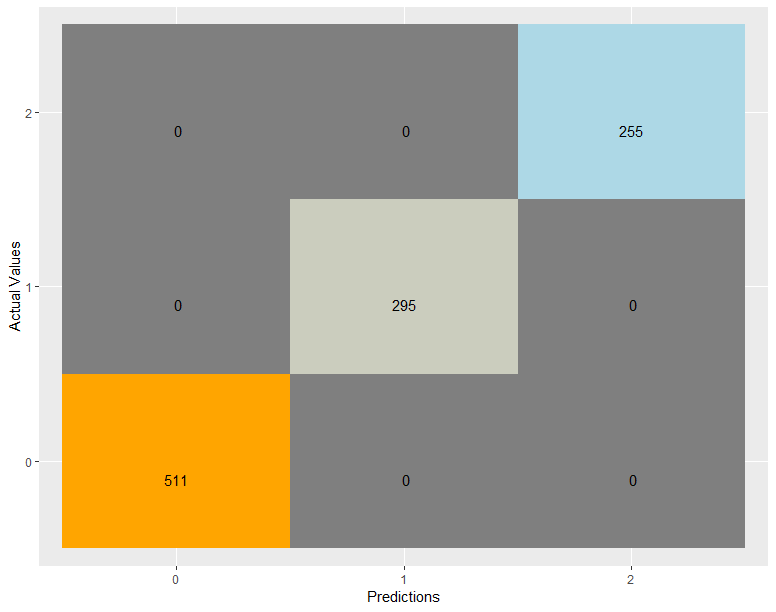 2
0 0 255
1
0 295 0
0
511 0 0
0 1 2
Predictions
Actual Values